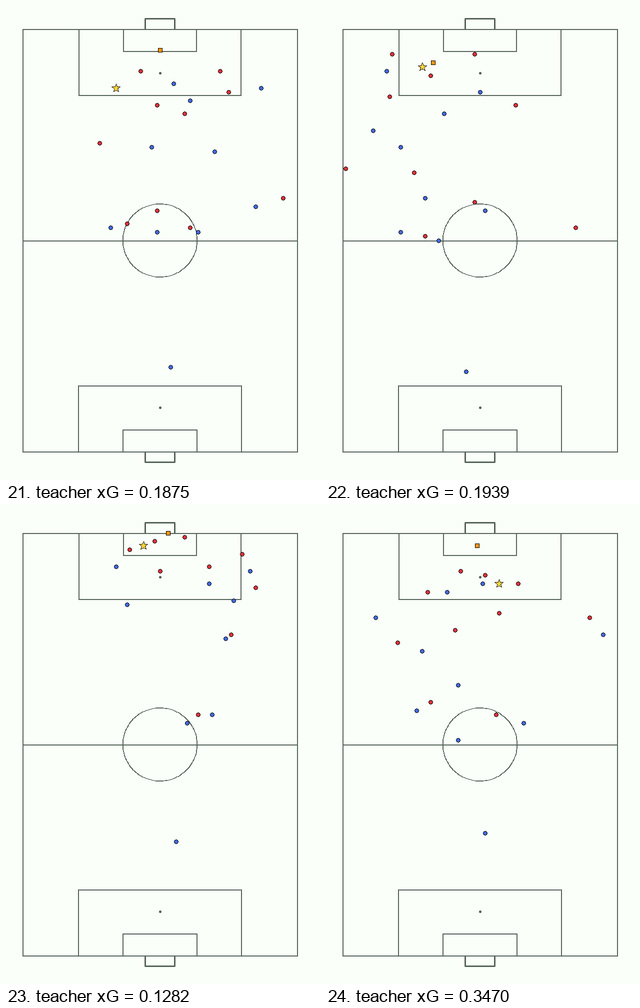 21. teacher xG = 0.1875
22. teacher xG = 0.1939
23. teacher xG = 0.1282
24. teacher xG = 0.3470